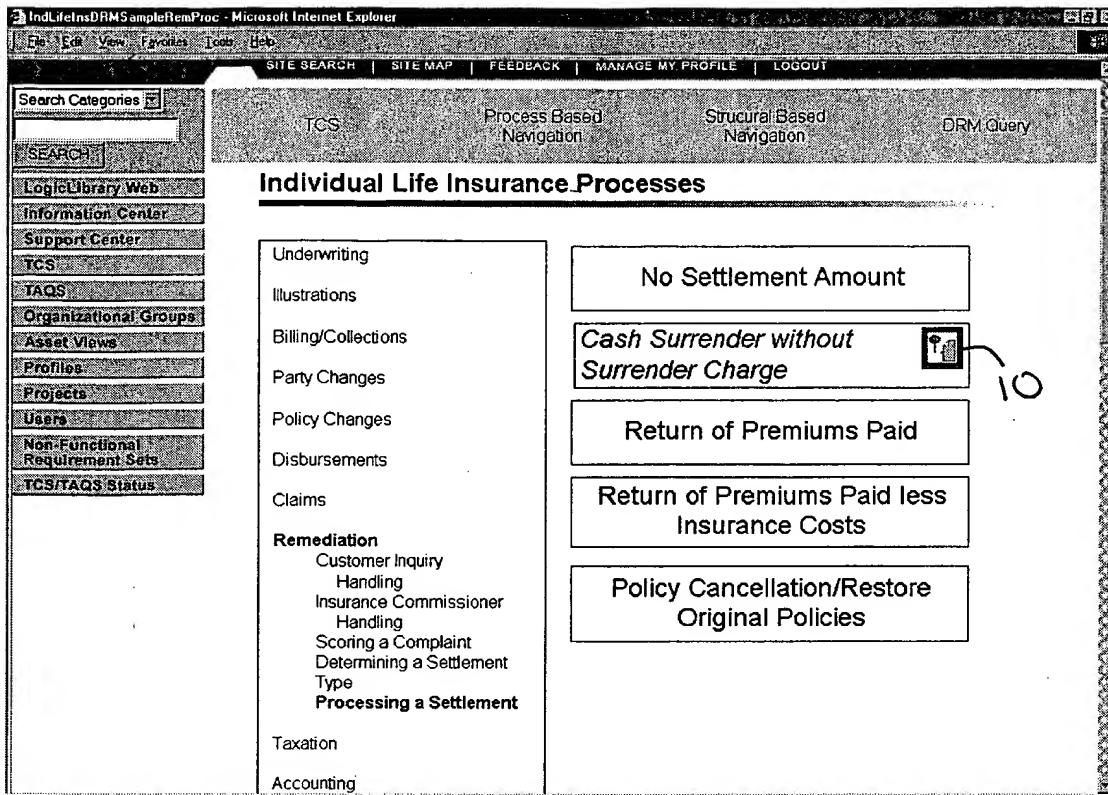 IndLifeInsDRMSampleRemProc - Microsoft Internet Explorer
File Edit View Favorites Tools Help
SITE SEARCH | SITE MAP | FEEDBACK | MANAGE MY PROFILE | LOGOUT
Search Categories
SEARCH
TCS
Process Based
Navigation
Strucural Based
Navigation
DRM Query
LogicLibrary Web
Information Center
Support Center
TCS
TAQS
Organizational Groups
Asset Views
Profiles
Projects
Users
Non-Functional
Requirement Sets
TCS/TAQS Status
Individual Life Insurance Processes
Underwriting
Illustrations
Billing/Collections
Party Changes
Policy Changes
Disbursements
Claims
Remediation
Customer Inquiry
Handling
Insurance Commissioner
Handling
Scoring a Complaint
Determining a Settlement
Type
Processing a Settlement
Taxation
Accounting
No Settlement Amount
Cash Surrender without
Surrender Charge
10
Return of Premiums Paid
Return of Premiums Paid less
Insurance Costs
Policy Cancellation/Restore
Original Policies